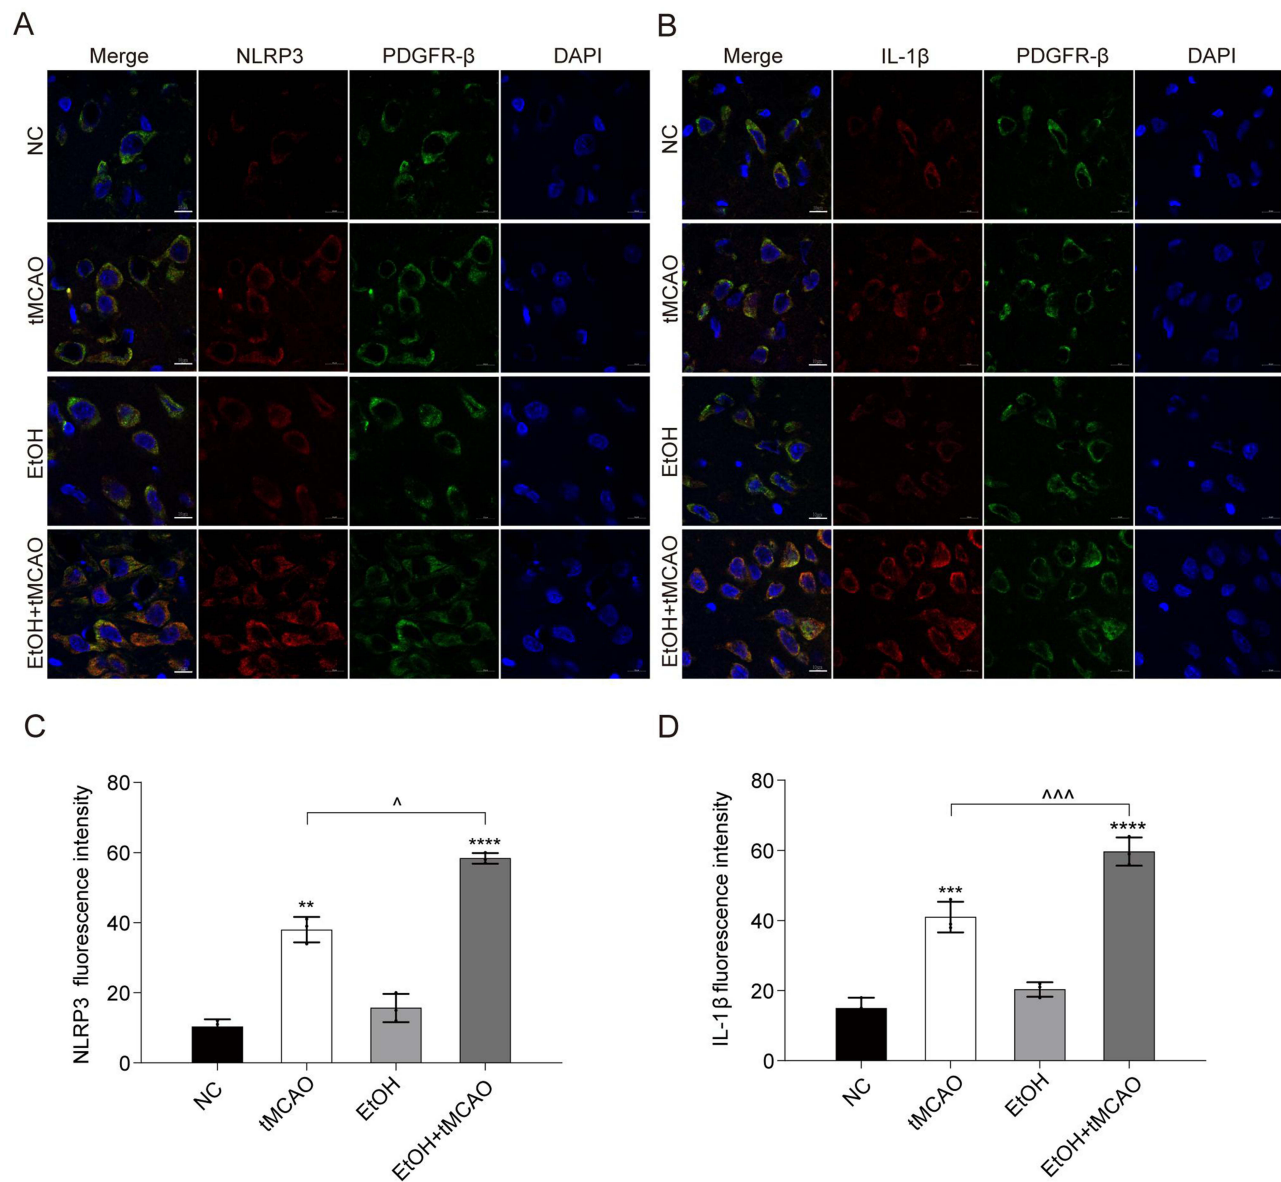 A
B
Merge NLRP3 PDGFR-β DAPI
Merge IL-1β PDGFR-β DAPI
NC
tMCAO
EtOH
EtOH+tMCAO
NC
tMCAO
EtOH
EtOH+tMCAO
C
D
NLRP3 fluorescence intensity
80
60
40
20
0
**
****
^
NC
tMCAO
EtOH
EtOH+tMCAO
IL-1β fluorescence intensity
80
60
40
20
0
***
****
^^^
NC
tMCAO
EtOH
EtOH+tMCAO